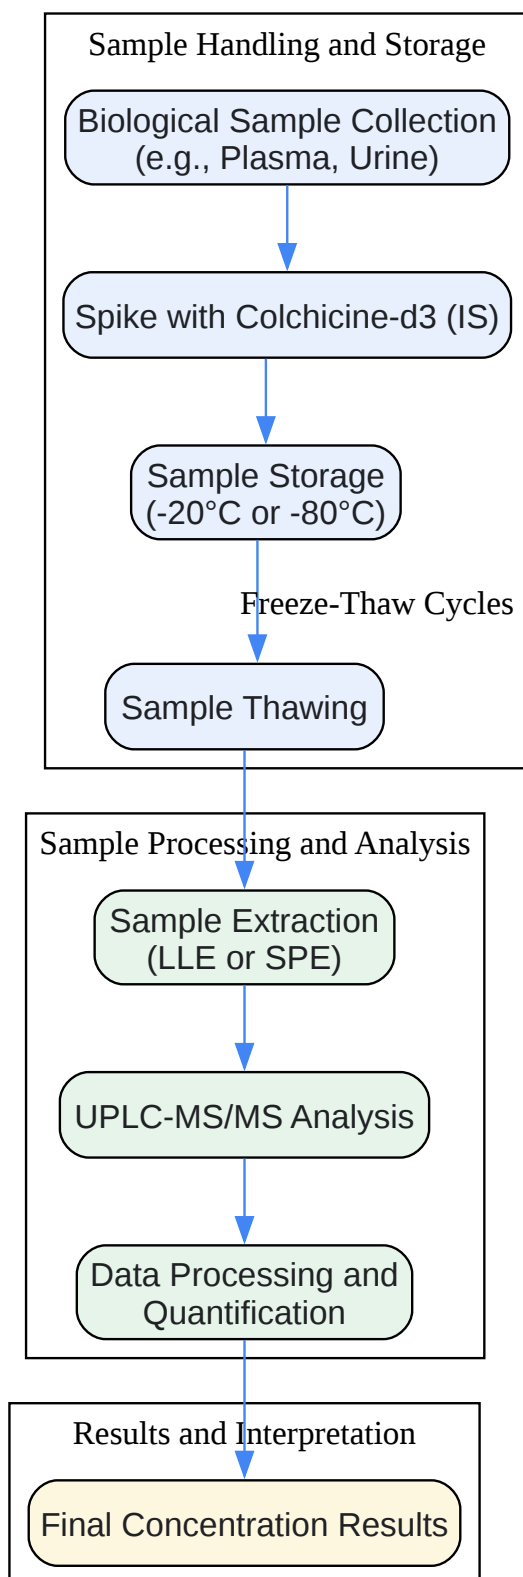 Sample Handling and Storage
Biological Sample Collection
(e.g., Plasma, Urine)
Spike with Colchicine-d3 (IS)
Sample Storage
(-20°C or -80°C)
Freeze-Thaw Cycles
Sample Thawing
Sample Processing and Analysis
Sample Extraction
(LLE or SPE)
UPLC-MS/MS Analysis
Data Processing and
Quantification
Results and Interpretation
Final Concentration Results